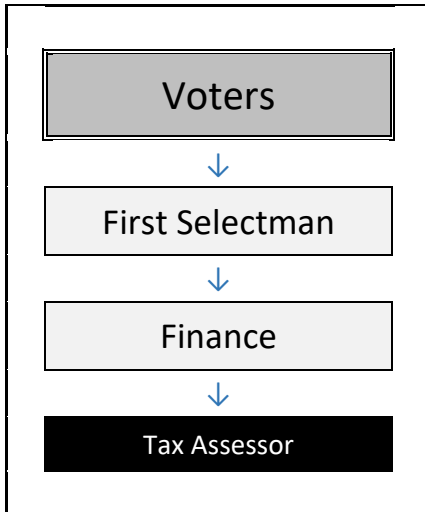 Voters
↓
First Selectman
↓
Finance
↓
Tax Assessor